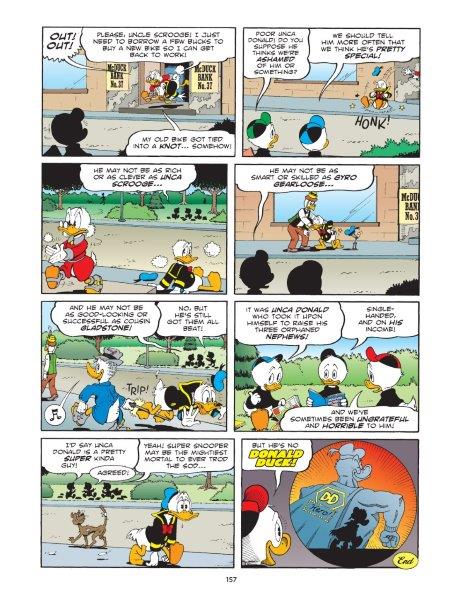 OUT!
OUT!
PLEASE, UNCLE SCROOGE! I JUST
NEED TO BORROW A FEW BUCKS TO
BUY A NEW BIKE SO I CAN GET
BACK TO WORK!
McDUCK
BANK
No. 37
McDUCK
BANK
No. 37
MY OLD BIKE GOT TIED
INTO A KNOT... SOMEHOW!
POOR UNCA
DONALD! DO YOU
SUPPOSE HE
THINKS WE'RE
ASHAMED
OF HIM OR
SOMETHING?
WE SHOULD TELL
HIM MORE OFTEN THAT
WE THINK HE'S PRETTY
SPECIAL!
HONK!
HE MAY NOT BE AS RICH
OR AS CLEVER AS UNCA
SCROOGE...
HE MAY NOT BE AS
SMART OR SKILLED AS GYRO
GEARLOOSE...
McDU
BAN
No. 3
AND HE MAY NOT BE
AS GOOD-LOOKING OR
SUCCESSFUL AS COUSIN
GLADSTONE!
NO, BUT
HE'S STILL
GOT THEM ALL
BEAT!
TRIP!
IT WAS UNCA DONALD
WHO TOOK IT UPON
HIMSELF TO RAISE HIS
THREE ORPHANED
NEPHEWS!
SINGLE-
HANDED,
AND ON HIS
INCOME!
AND WE'VE
SOMETIMES BEEN UNGRATEFUL
AND HORRIBLE TO HIM!
I'D SAY UNCA
DONALD IS A PRETTY
SUPER KINDA
GUY!
AGREED!
YEAH! SUPER SNOOPER
MAY BE THE MIGHTIEST
MORTAL TO EVER TROD
THE SOD...
BUT HE'S NO
DONALD
DUCK!
DD
End
157